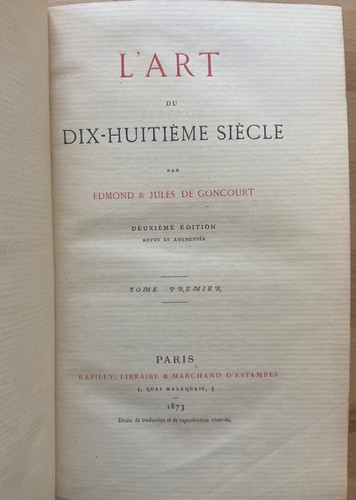 L'ART
DU
DIX-HUITIÈME SIÈCLE
PAR
EDMOND & JULES DE GONCOURT
DEUXIÈME ÉDITION
REVUE ET AUGMENTÉE
TOME PREMIER
PARIS
RAPILLY, LIBRAIRE & MARCHAND D'ESTAMPES
5, QUAI MALAQUAIS, 5
1873
Droits de traduction et de reproduction réservés.